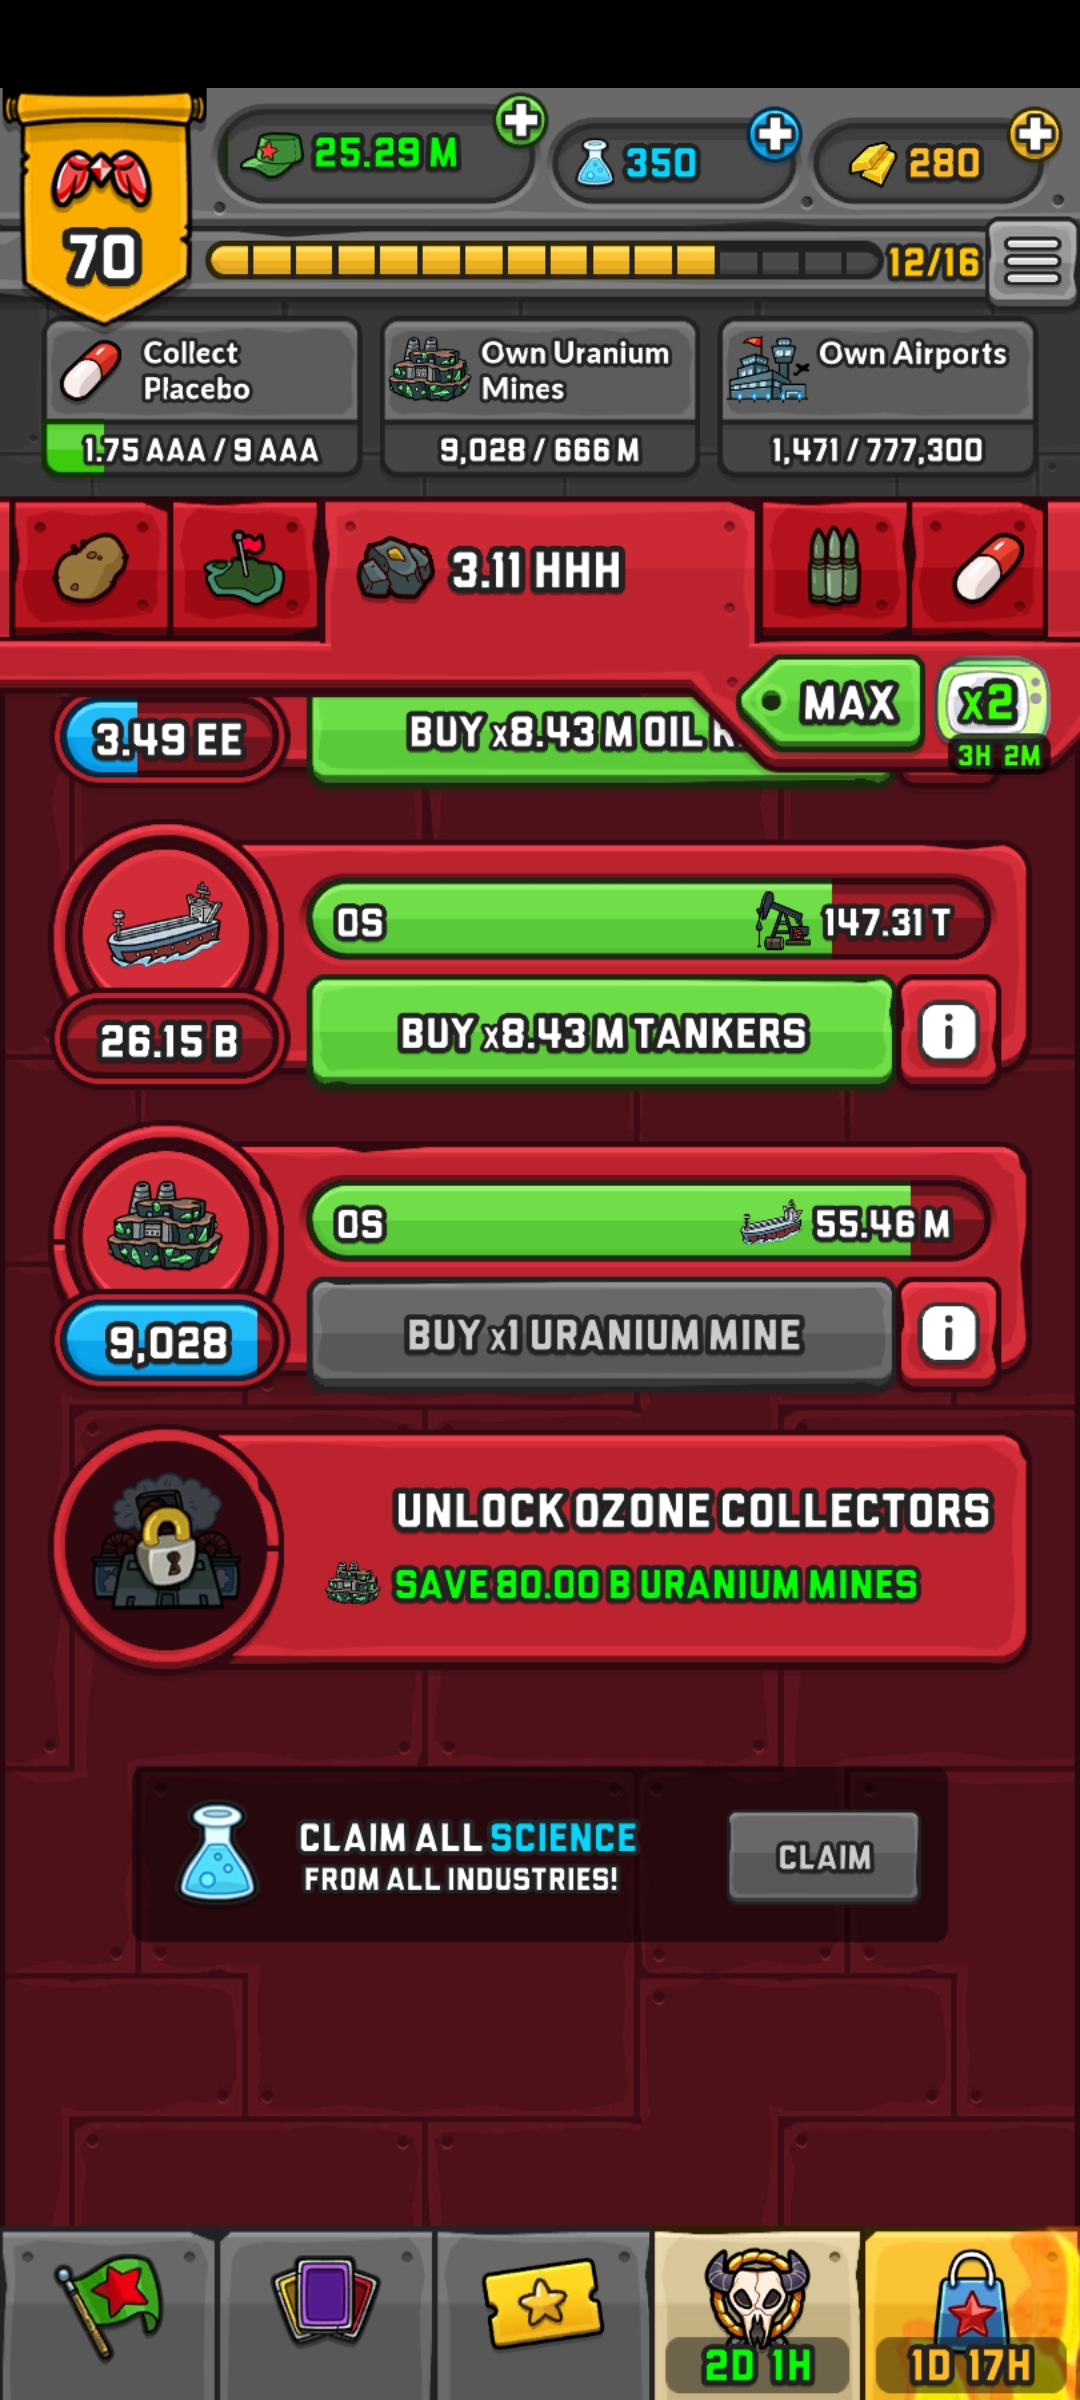 25.29 M
350
280
70
12/16
Collect Placebo
1.75 AAA / 9 AAA
Own Uranium Mines
9,028 / 666 M
Own Airports
1,471 / 777,300
3.11 HHH
MAX
x2
3H 2M
3.49 EE
BUY x8.43 M OIL
0S
147.31 T
26.15 B
BUY x8.43 M TANKERS
i
0S
55.46 M
9,028
BUY x1 URANIUM MINE
i
UNLOCK OZONE COLLECTORS
SAVE 80.00 B URANIUM MINES
CLAIM ALL SCIENCE
FROM ALL INDUSTRIES!
CLAIM
2D 1H
1D 17H